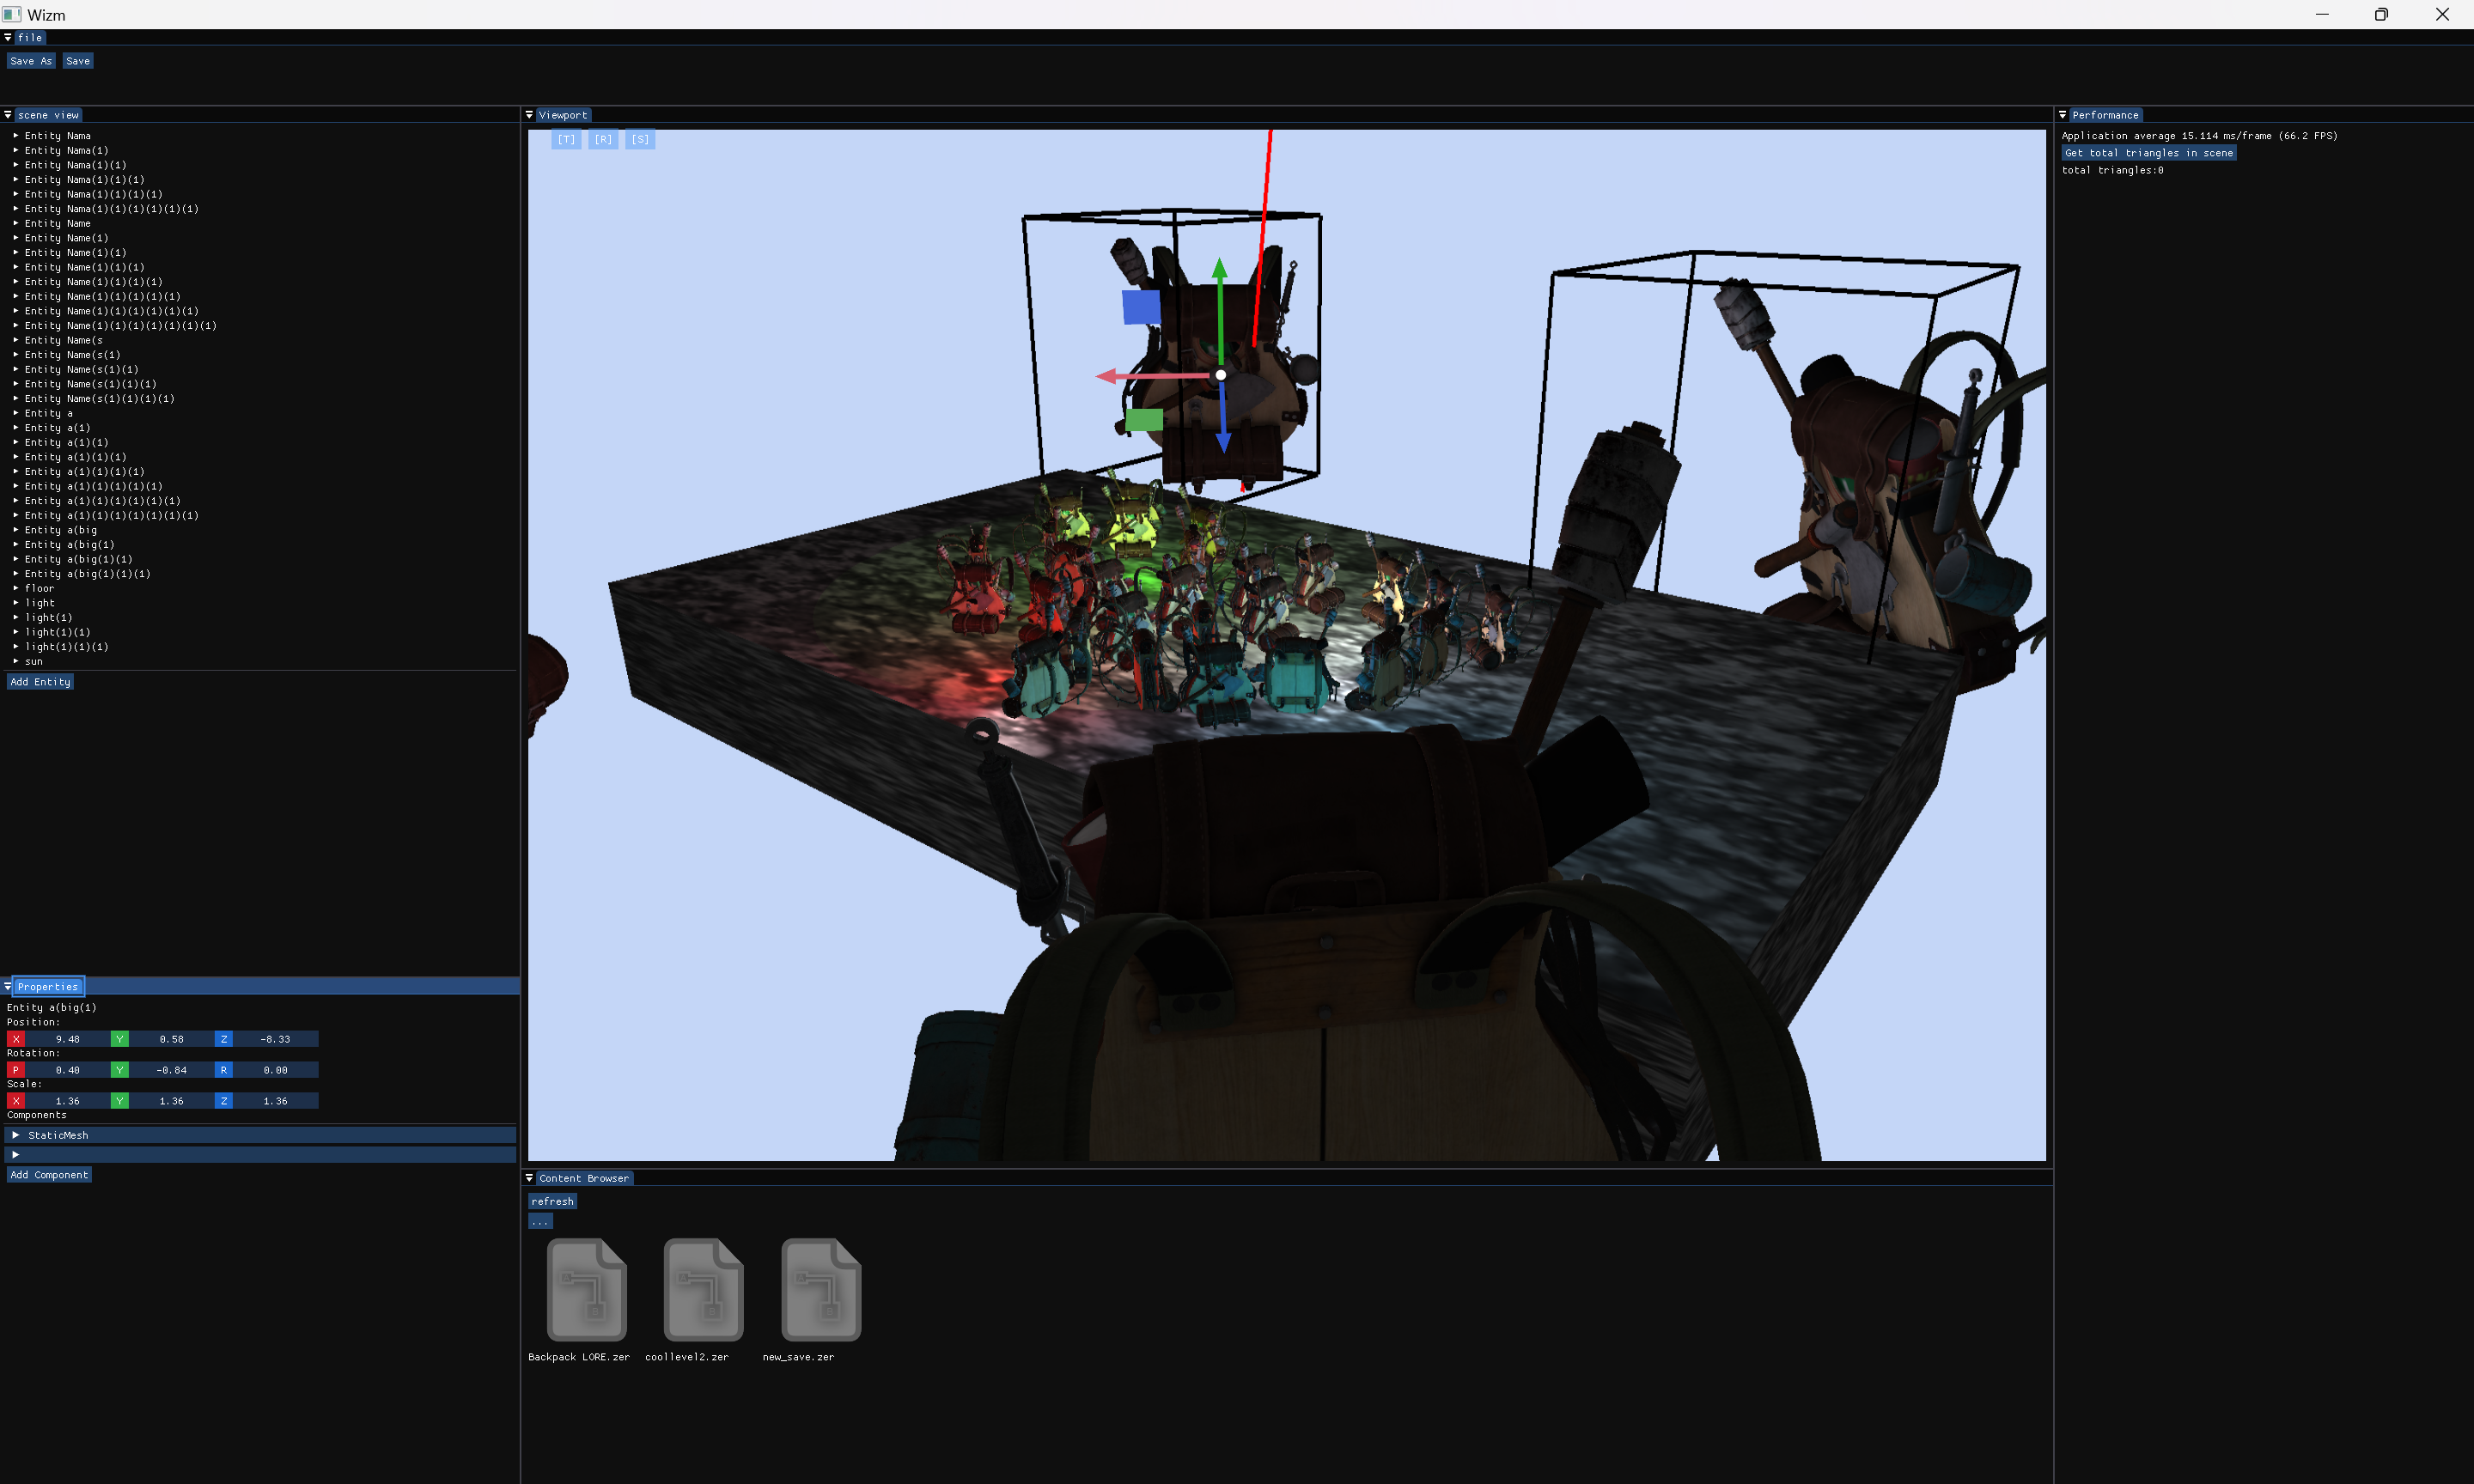 Wizm
file
Save As Save
scene view
Entity Nama
Entity Nama(1)
Entity Nama(1)(1)
Entity Nama(1)(1)(1)
Entity Nama(1)(1)(1)(1)
Entity Nama(1)(1)(1)(1)(1)(1)
Entity Name
Entity Name(1)
Entity Name(1)(1)
Entity Name(1)(1)(1)
Entity Name(1)(1)(1)(1)
Entity Name(1)(1)(1)(1)(1)
Entity Name(1)(1)(1)(1)(1)(1)
Entity Name(1)(1)(1)(1)(1)(1)(1)
Entity Name(s
Entity Name(s(1)
Entity Name(s(1)(1)
Entity Name(s(1)(1)(1)
Entity Name(s(1)(1)(1)(1)
Entity a
Entity a(1)
Entity a(1)(1)
Entity a(1)(1)(1)
Entity a(1)(1)(1)(1)
Entity a(1)(1)(1)(1)(1)
Entity a(1)(1)(1)(1)(1)(1)
Entity a(1)(1)(1)(1)(1)(1)(1)
Entity a(big
Entity a(big(1)
Entity a(big(1)(1)
Entity a(big(1)(1)(1)
floor
light
light(1)
light(1)(1)
light(1)(1)(1)
sun
Add Entity
Properties
Entity a(big(1)
Position:
X 9.48 Y 0.58 Z -8.33
Rotation:
P 0.40 Y -0.84 R 0.00
Scale:
X 1.36 Y 1.36 Z 1.36
Components
StaticMesh
Add Component
Viewport
[T] [R] [S]
Content Browser
refresh
...
Backpack LORE.zer coollevel2.zer new_save.zer
Performance
Application average 15.114 ms/frame (66.2 FPS)
Get total triangles in scene
total triangles:0